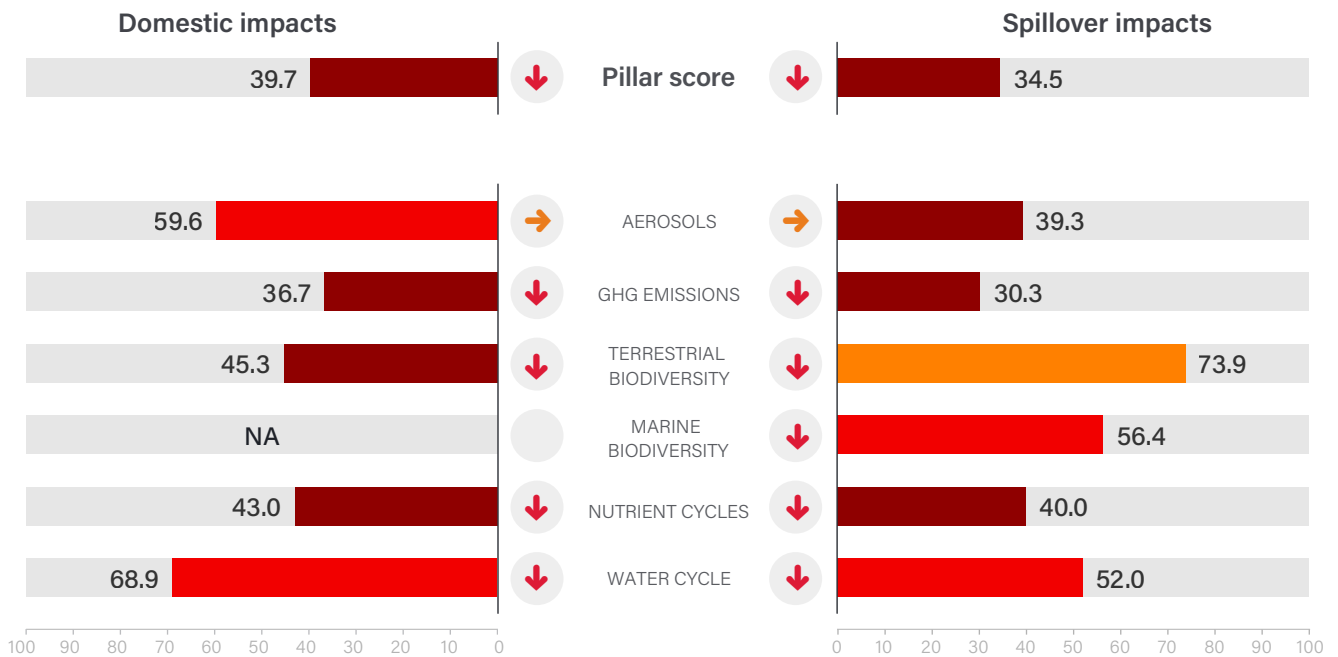 Domestic impacts
Spillover impacts
39.7
Pillar score
34.5
59.6
AEROSOLS
39.3
36.7
GHG EMISSIONS
30.3
45.3
TERRESTRIAL
BIODIVERSITY
73.9
NA
MARINE
BIODIVERSITY
56.4
43.0
NUTRIENT CYCLES
40.0
68.9
WATER CYCLE
52.0
100 90 80 70 60 50 40 30 20 10 0
0 10 20 30 40 50 60 70 80 90 100